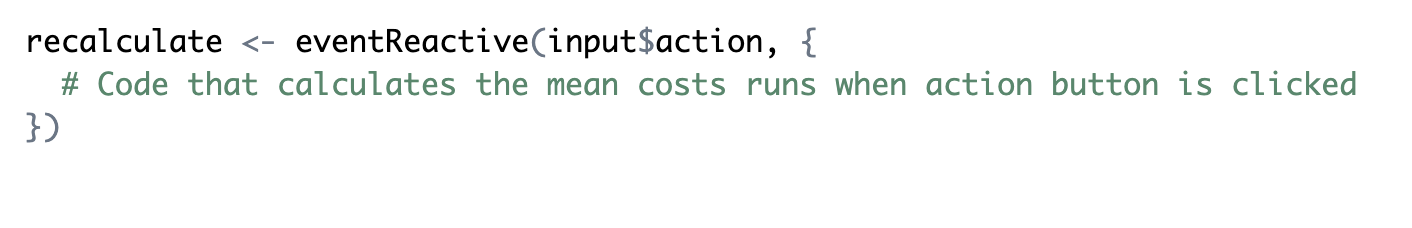 recalculate <- eventReactive(input$action, {
  # Code that calculates the mean costs runs when action button is clicked
})